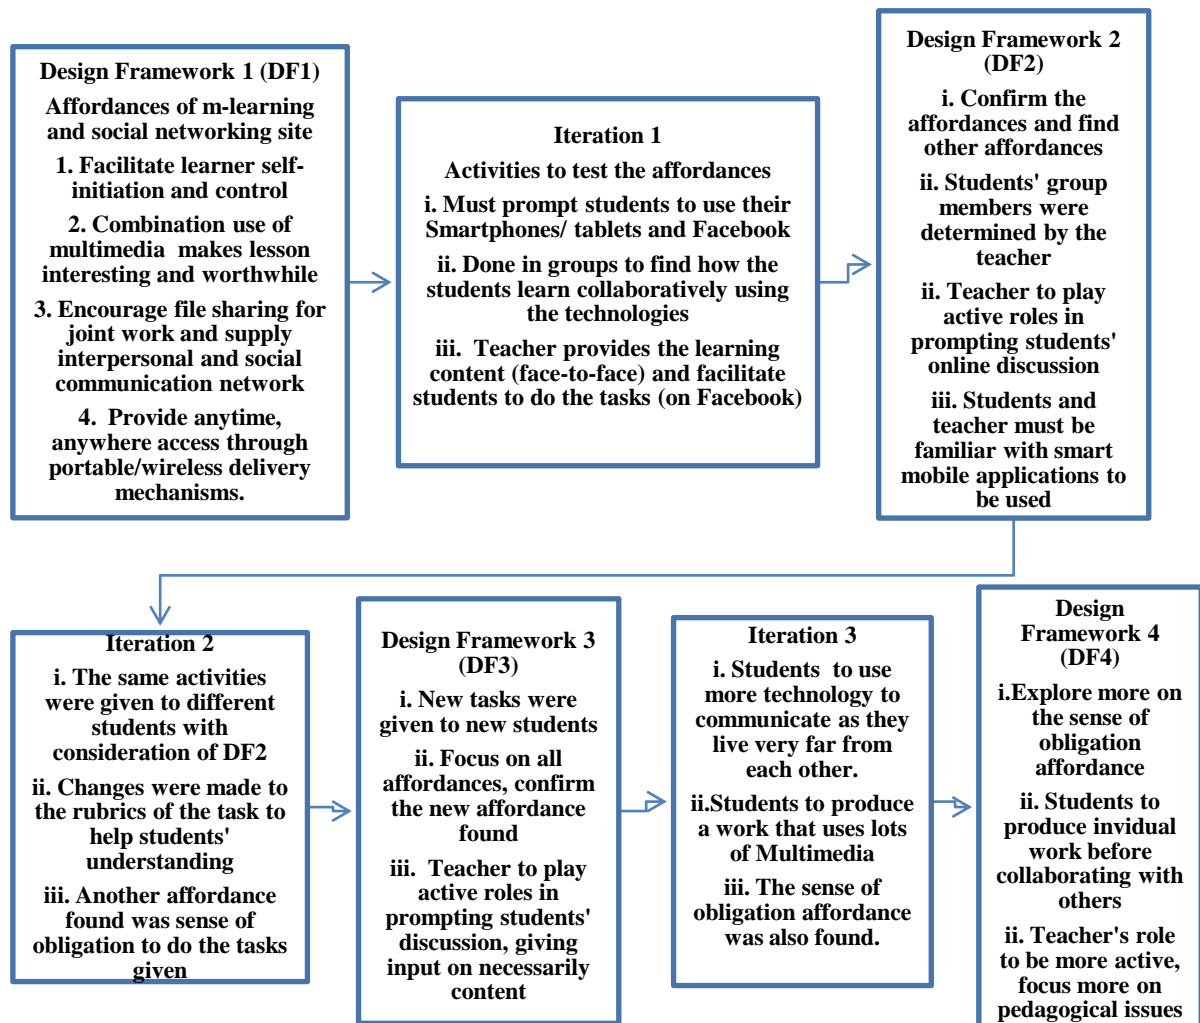 Design Framework 1 (DF1)
Affordances of m-learning
and social networking site
1. Facilitate learner self-
initiation and control
2. Combination use of
multimedia makes lesson
interesting and worthwhile
3. Encourage file sharing for
joint work and supply
interpersonal and social
communication network
4. Provide anytime,
anywhere access through
portable/wireless delivery
mechanisms.
Iteration 1
Activities to test the affordances
i. Must prompt students to use their
Smartphones/ tablets and Facebook
ii. Done in groups to find how the
students learn collaboratively using
the technologies
iii. Teacher provides the learning
content (face-to-face) and facilitate
students to do the tasks (on Facebook)
Design Framework 2
(DF2)
i. Confirm the
affordances and find
other affordances
ii. Students' group
members were
determined by the
teacher
ii. Teacher to play
active roles in
prompting students'
online discussion
iii. Students and
teacher must be
familiar with smart
mobile applications to
be used
Iteration 2
i. The same activities
were given to different
students with
consideration of DF2
ii. Changes were made to
the rubrics of the task to
help students'
understanding
iii. Another affordance
found was sense of
obligation to do the tasks
given
Design Framework 3
(DF3)
i. New tasks were
given to new students
ii. Focus on all
affordances, confirm
the new affordance
found
iii. Teacher to play
active roles in
prompting students'
discussion, giving
input on necessarily
content
Iteration 3
i. Students to use
more technology to
communicate as they
live very far from
each other.
ii.Students to produce
a work that uses lots
of Multimedia
iii. The sense of
obligation affordance
was also found.
Design
Framework 4
(DF4)
i.Explore more on
the sense of
obligation
affordance
ii. Students to
produce invidual
work before
collaborating with
others
ii. Teacher's role
to be more active,
focus more on
pedagogical issues